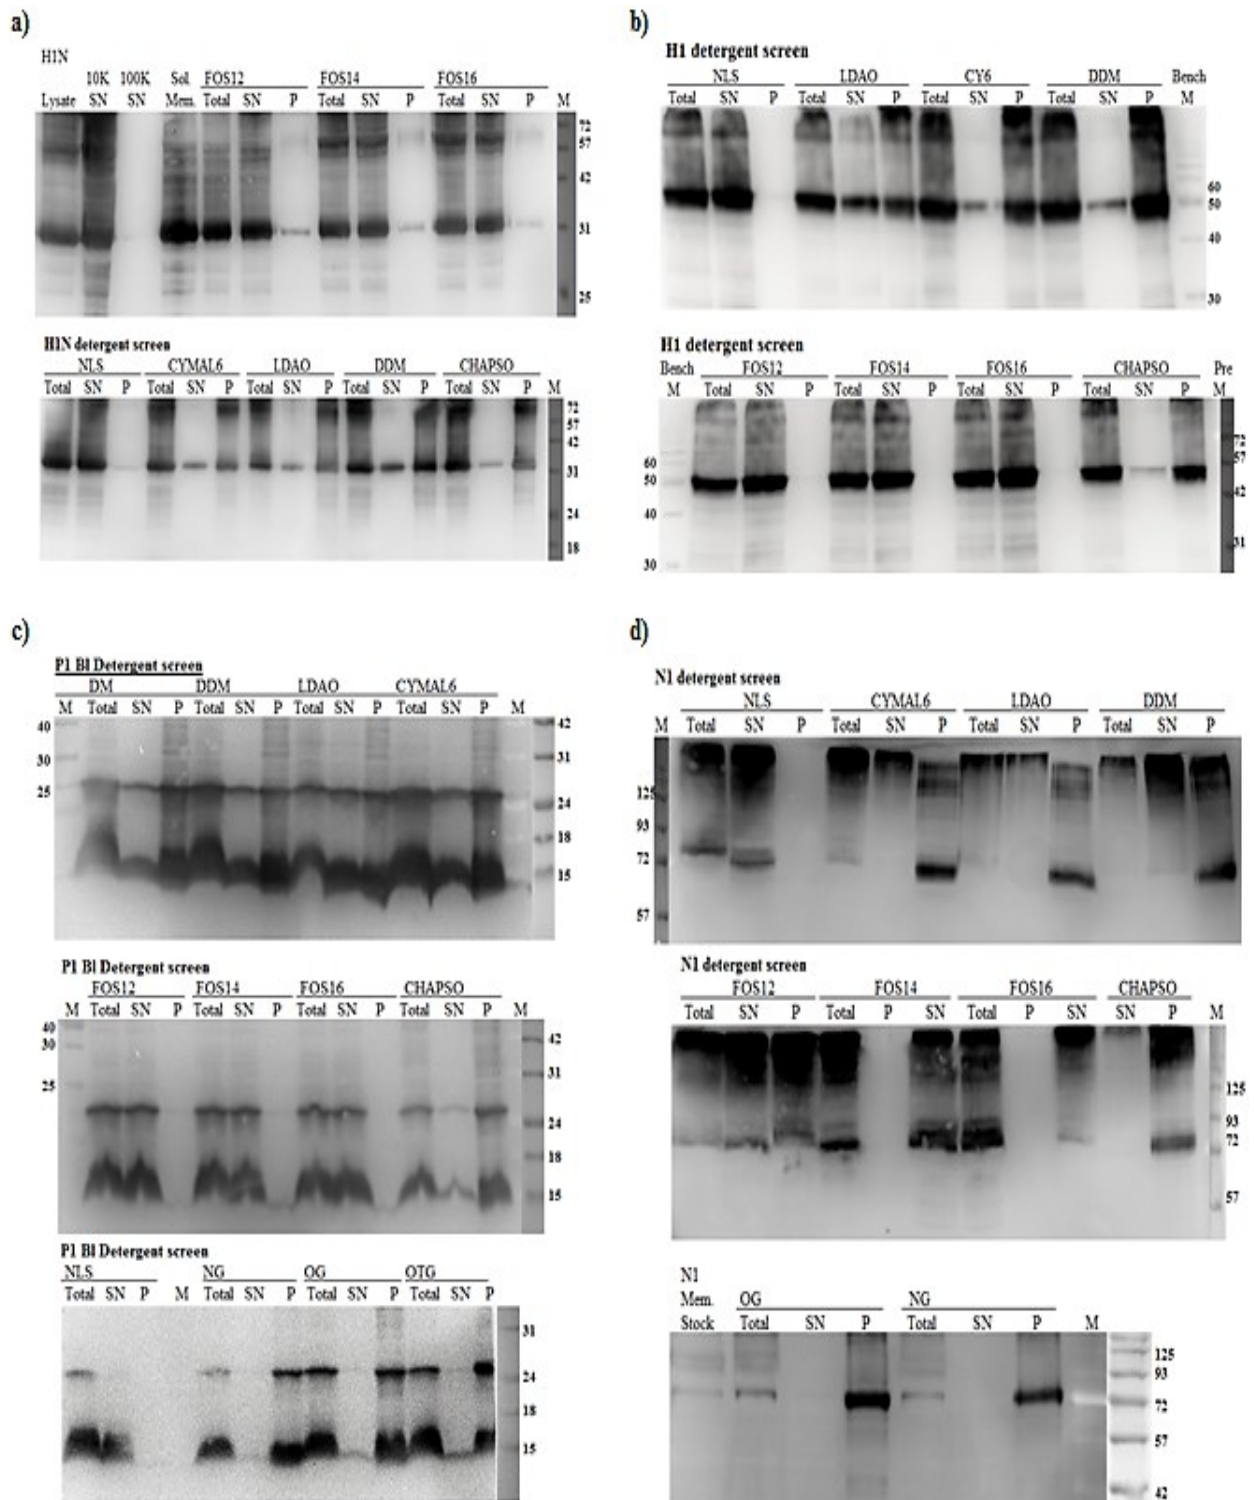 a)
H1N
10K 100K Sol. FOS12 FOS14 FOS16
Lysate SN SN Mem. Total SN P Total SN P Total SN P M
72
57
42
31
25
H1N detergent screen
NLS CYMAL6 LDAO DDM CHAPSO
Total SN P Total SN P Total SN P Total SN P Total SN P M
72
57
42
31
24
18
b)
H1 detergent screen
NLS LDAO CY6 DDM Bench
Total SN P Total SN P Total SN P Total SN P M
60
50
40
30
H1 detergent screen
Bench FOS12 FOS14 FOS16 CHAPSO Pre
M Total SN P Total SN P Total SN P Total SN P M
60
50
40
30
72
57
42
31
c)
P1 Bl Detergent screen
DM DDM LDAO CYMAL6
M Total SN P Total SN P Total SN P Total SN P M
40
30
25
42
31
24
18
15
P1 Bl Detergent screen
FOS12 FOS14 FOS16 CHAPSO
M Total SN P Total SN P Total SN P Total SN P M
40
30
25
42
31
24
18
15
P1 Bl Detergent screen
NLS NG OG OTG
Total SN P M Total SN P Total SN P Total SN P
31
24
18
15
d)
N1 detergent screen
NLS CYMAL6 LDAO DDM
M Total SN P Total SN P Total SN P Total SN P
125
93
72
57
N1 detergent screen
FOS12 FOS14 FOS16 CHAPSO
Total SN P Total P SN Total P SN SN P M
125
93
72
57
N1
Mem. OG NG
Stock Total SN P Total SN P M
125
93
72
57
42